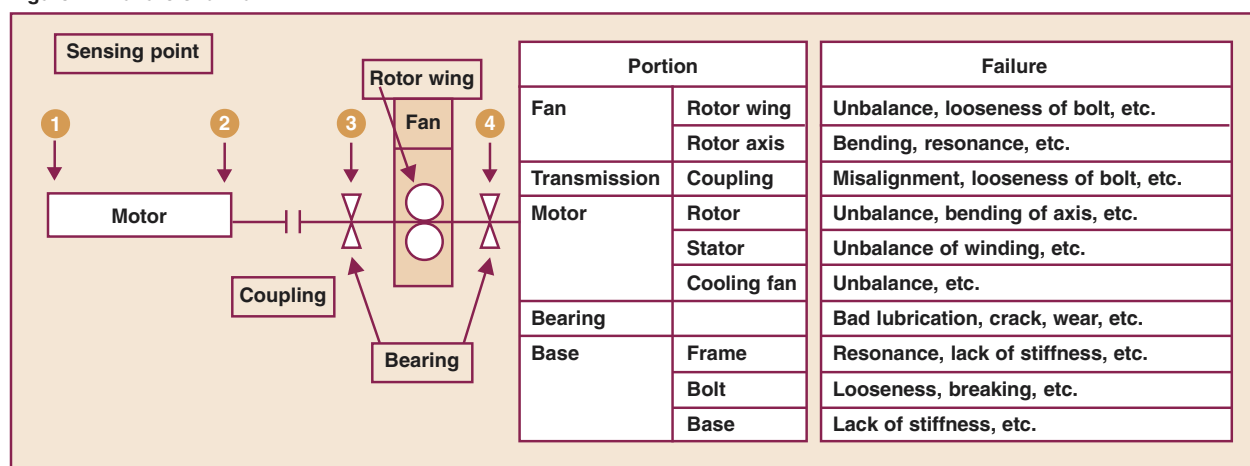 Sensing point
Rotor wing
1
2
3
Fan
4
Motor
Coupling
Bearing
Portion Failure
Fan Rotor wing Unbalance, looseness of bolt, etc.
Rotor axis Bending, resonance, etc.
Transmission Coupling Misalignment, looseness of bolt, etc.
Motor Rotor Unbalance, bending of axis, etc.
Stator Unbalance of winding, etc.
Cooling fan Unbalance, etc.
Bearing Bad lubrication, crack, wear, etc.
Base Frame Resonance, lack of stiffness, etc.
Bolt Looseness, breaking, etc.
Base Lack of stiffness, etc.